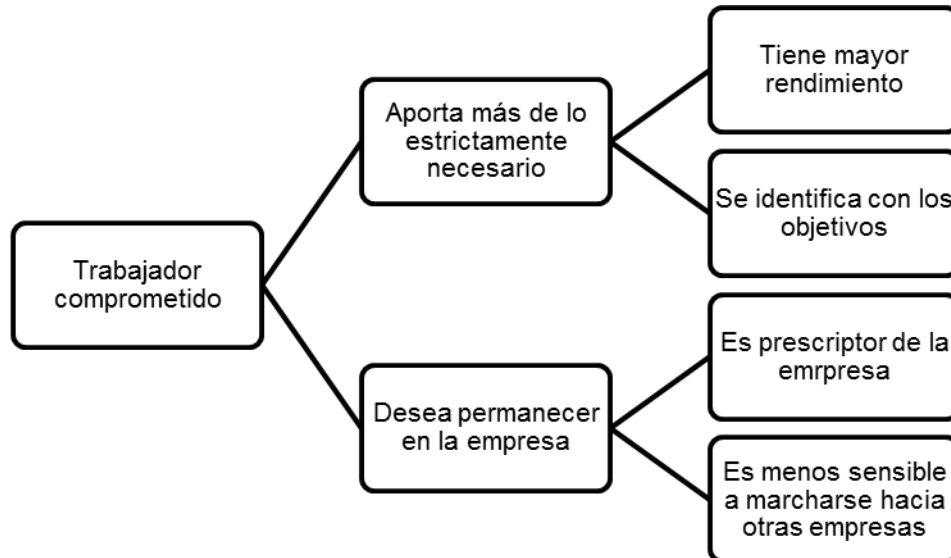 Trabajador
comprometido
Aporta más de lo
estrictamente
necesario
Tiene mayor
rendimiento
Se identifica con los
objetivos
Desea permanecer
en la empresa
Es prescriptor de la
emrpresa
Es menos sensible
a marcharse hacia
otras empresas